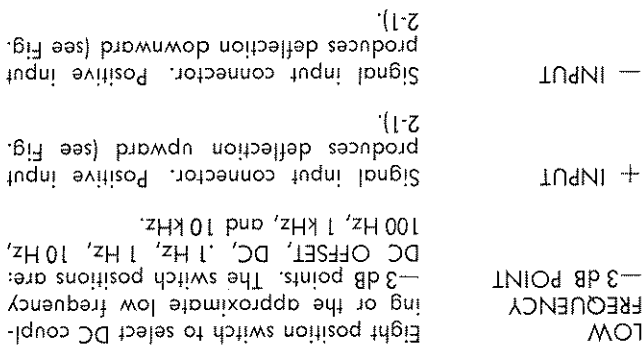 LOW
FREQUENCY
—3 dB POINT
Eight position switch to select DC coupl-
ing or the approximate low frequency
—3 dB points. The switch positions are:
DC OFFSET, DC, .1 Hz, 1 Hz, 10 Hz,
100 Hz, 1 kHz, and 10 kHz.
+ INPUT
Signal input connector. Positive input
produces deflection upward (see Fig.
2-1).
— INPUT
Signal input connector. Positive input
produces deflection downward (see Fig.
2-1).